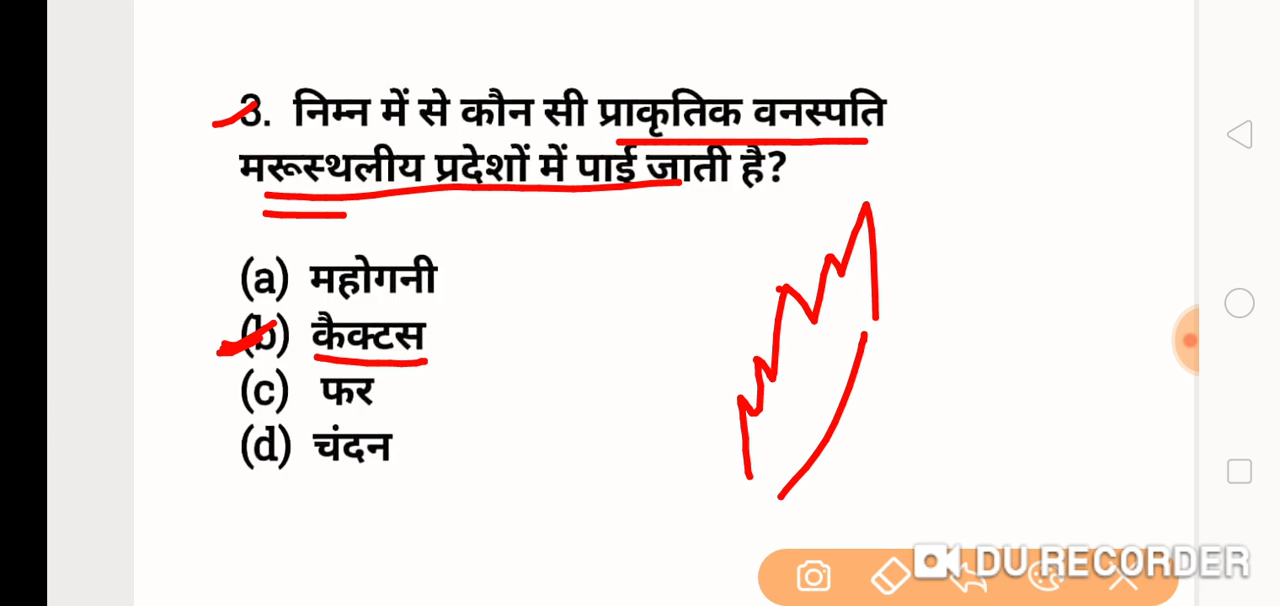 3. निम्न में से कौन सी प्राकृतिक वनस्पति
मरूस्थलीय प्रदेशों में पाई जाती है?
(a) महोगनी
(b) कैक्टस
(c) फर
(d) चंदन
DU RECORDER